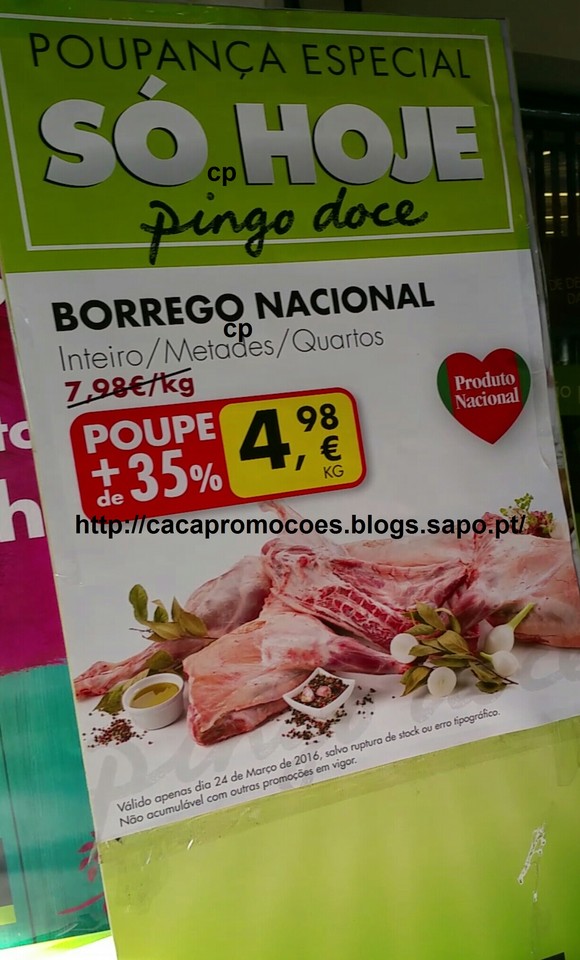 POUPANÇA ESPECIAL
SÓ HOJE
cp
pingo doce
BORREGO NACIONAL
cp
Inteiro/Metades/Quartos
7,98€/kg
Produto
Nacional
POUPE
+ de 35%
4,98 €
KG
http://cacapromocoes.blogs.sapo.pt/
Válido apenas dia 24 de Março de 2016, salvo ruptura de stock ou erro tipográfico.
Não acumulável com outras promoções em vigor.